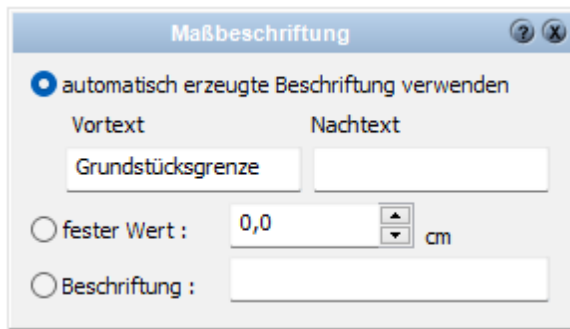 Maßbeschriftung
automatisch erzeugte Beschriftung verwenden
Vortext Nachtext
Grundstücksgrenze
fester Wert : 0,0 cm
Beschriftung :